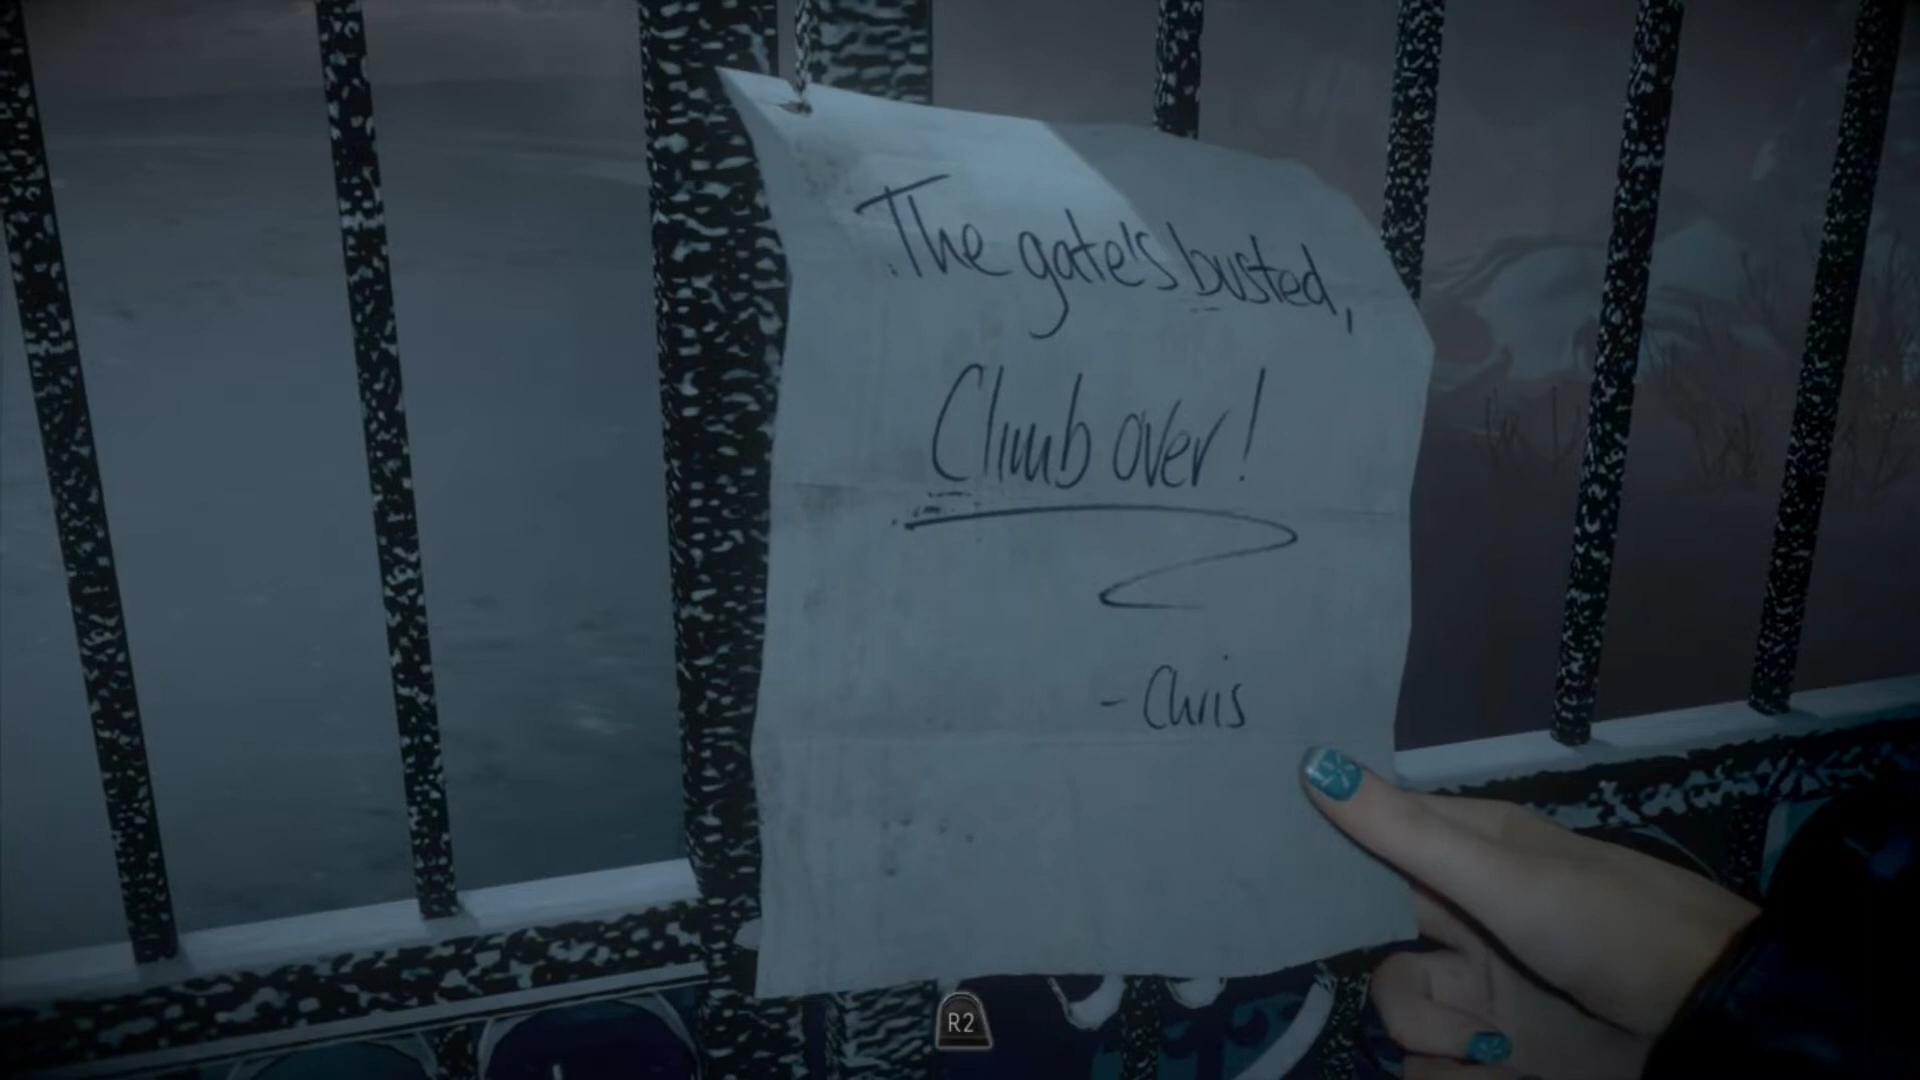 The gate's busted,
Climb over!
- Chris
R2